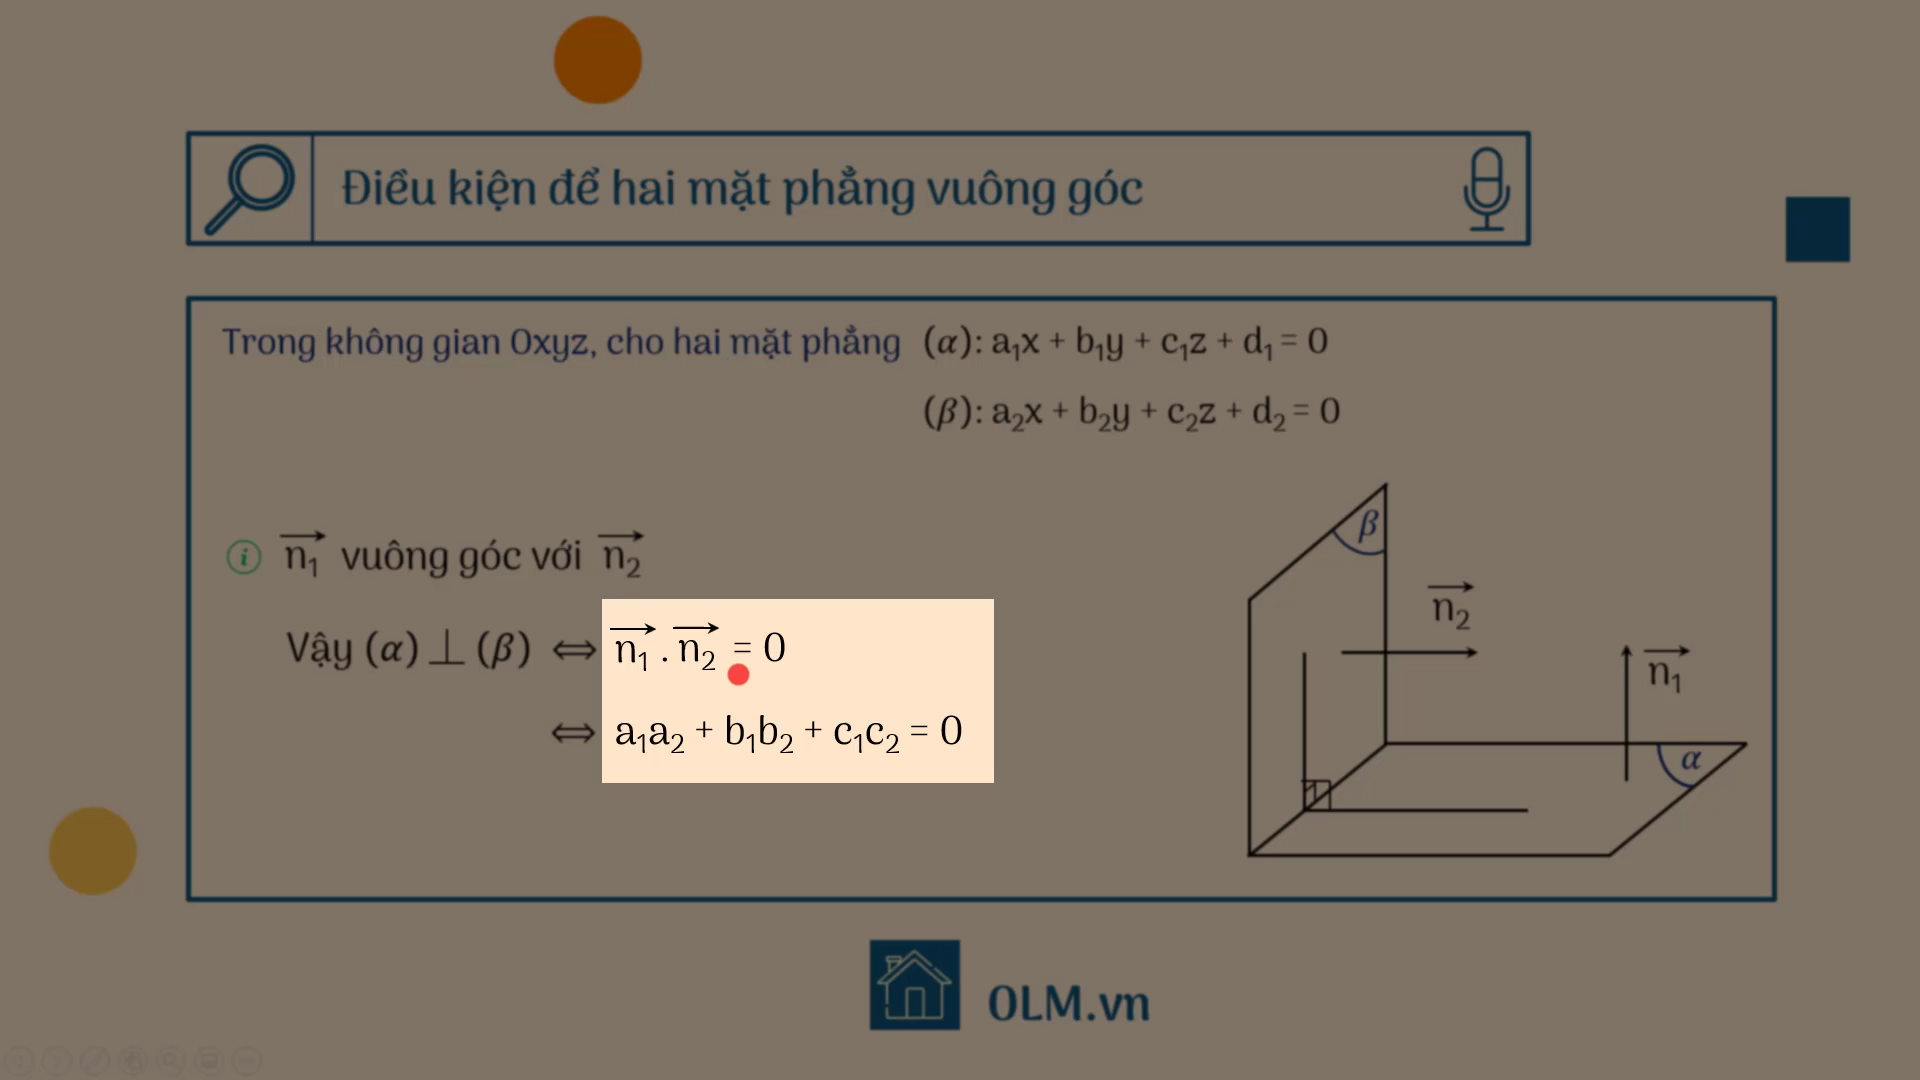 Điều kiện để hai mặt phẳng vuông góc
Trong không gian Oxyz, cho hai mặt phẳng (α): a₁x + b₁y + c₁z + d₁ = 0
(β): a₂x + b₂y + c₂z + d₂ = 0
i n₁ vuông góc với n₂
Vậy (α) ⊥ (β) ⇔ n₁ . n₂ = 0
⇔ a₁a₂ + b₁b₂ + c₁c₂ = 0
β
n₂
n₁
α
OLM.vn